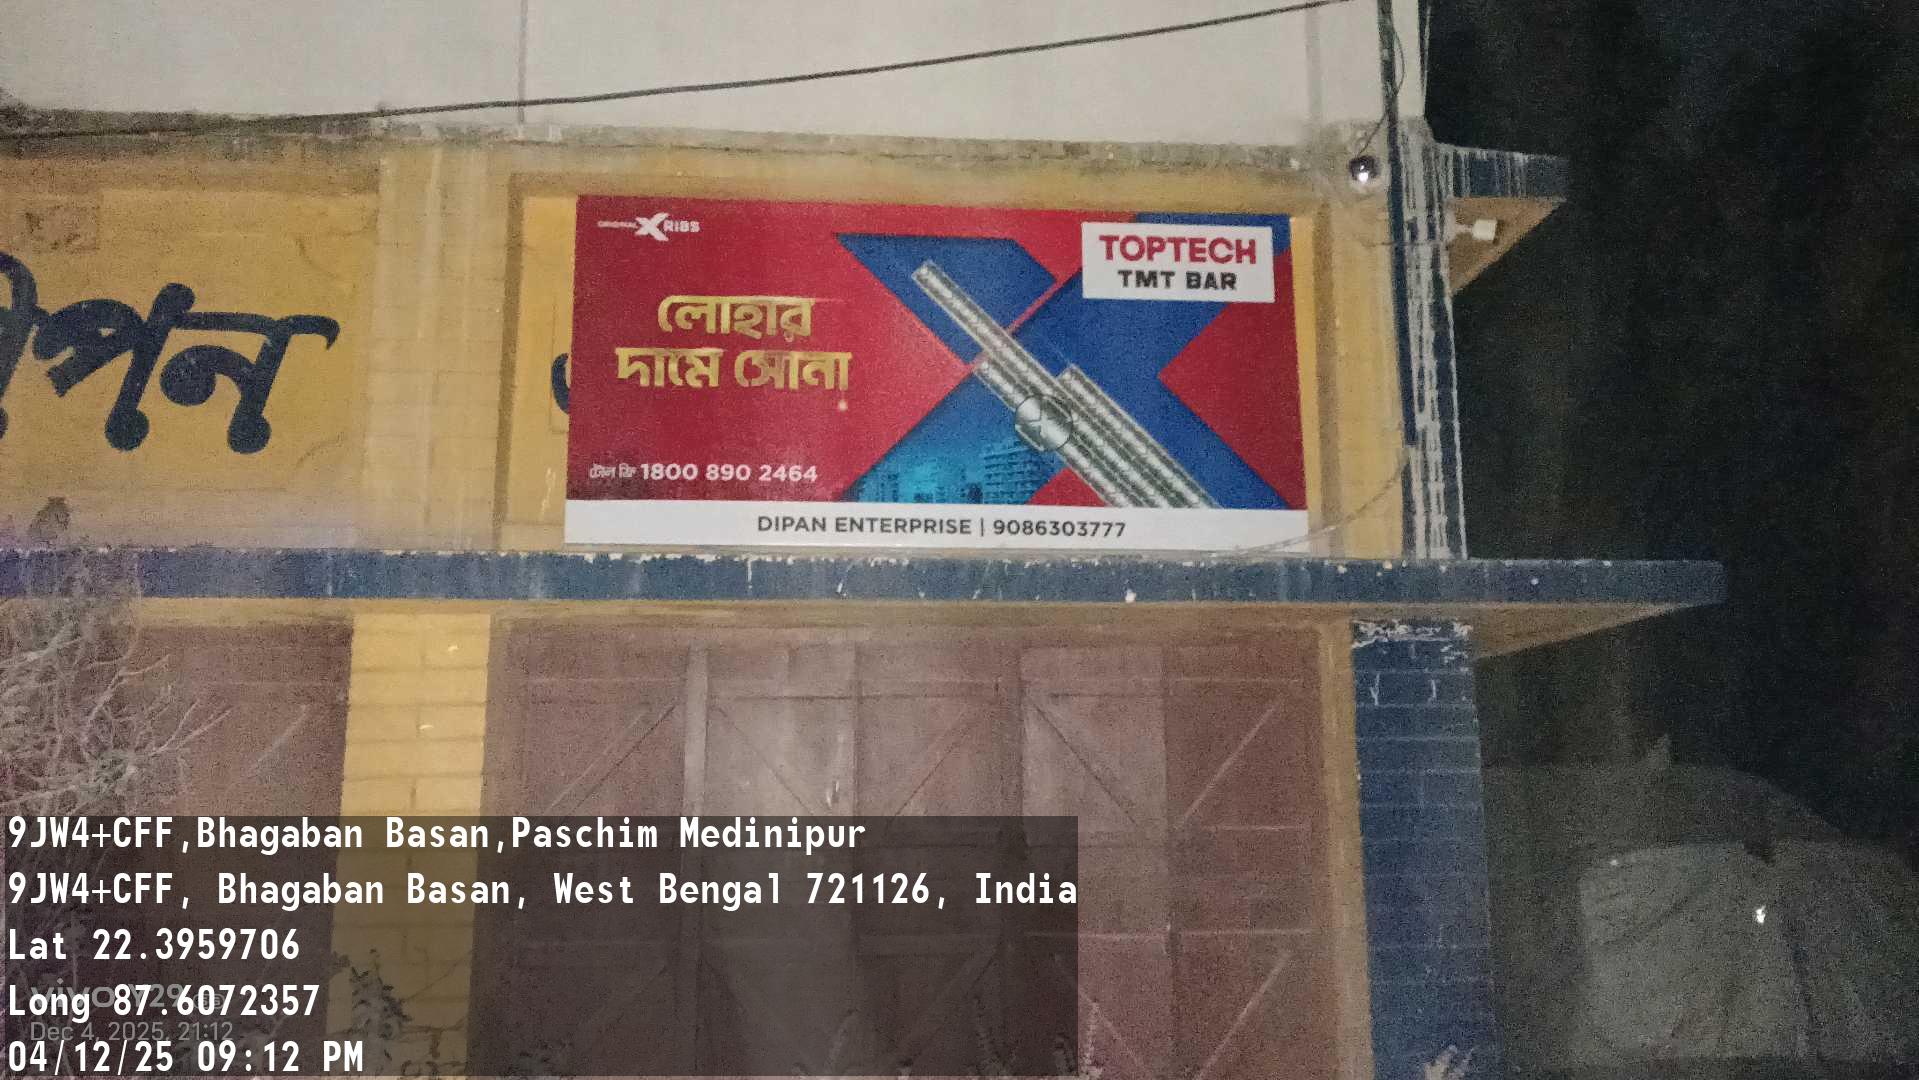 ORIGINAL X RIBS
TOPTECH
TMT BAR
লোহার
দামে সোনা
টোল ফ্রি 1800 890 2464
DIPAN ENTERPRISE | 9086303777
9JW4+CFF,Bhagaban Basan,Paschim Medinipur
9JW4+CFF, Bhagaban Basan, West Bengal 721126, India
Lat 22.3959706
Long 87.6072357
vivo Y29
Dec 4, 2025, 21:12
04/12/25 09:12 PM